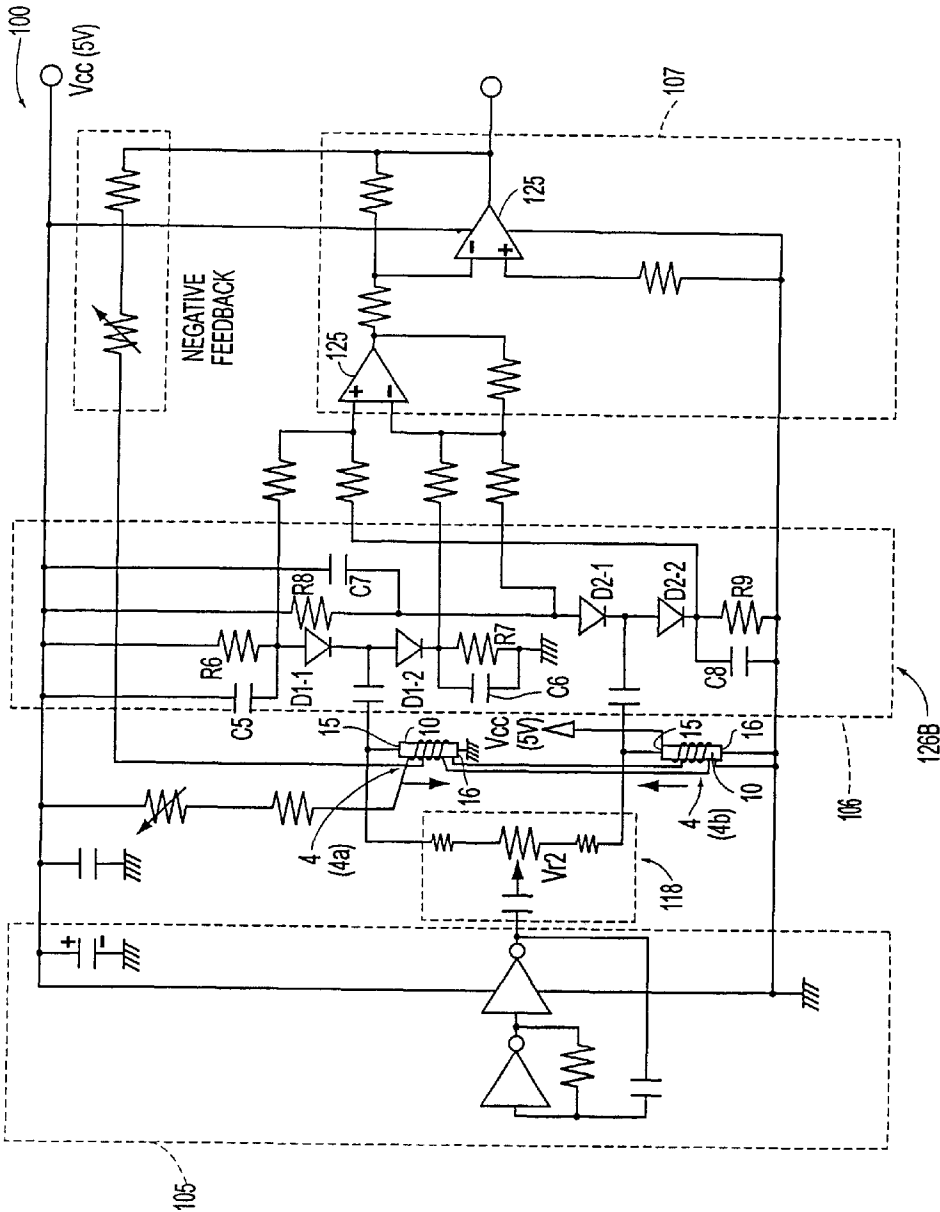 100
Vcc (5V)
NEGATIVE
FEEDBACK
107
125
125
+
-
-
+
R8
C7
R6
C5
D1-1
D1-2
R7
C6
D2-1
D2-2
R9
C8
126B
106
15
10
16
4
(4a)
Vcc
(5V)
15
16
10
4
(4b)
Vr2
118
+
-
105